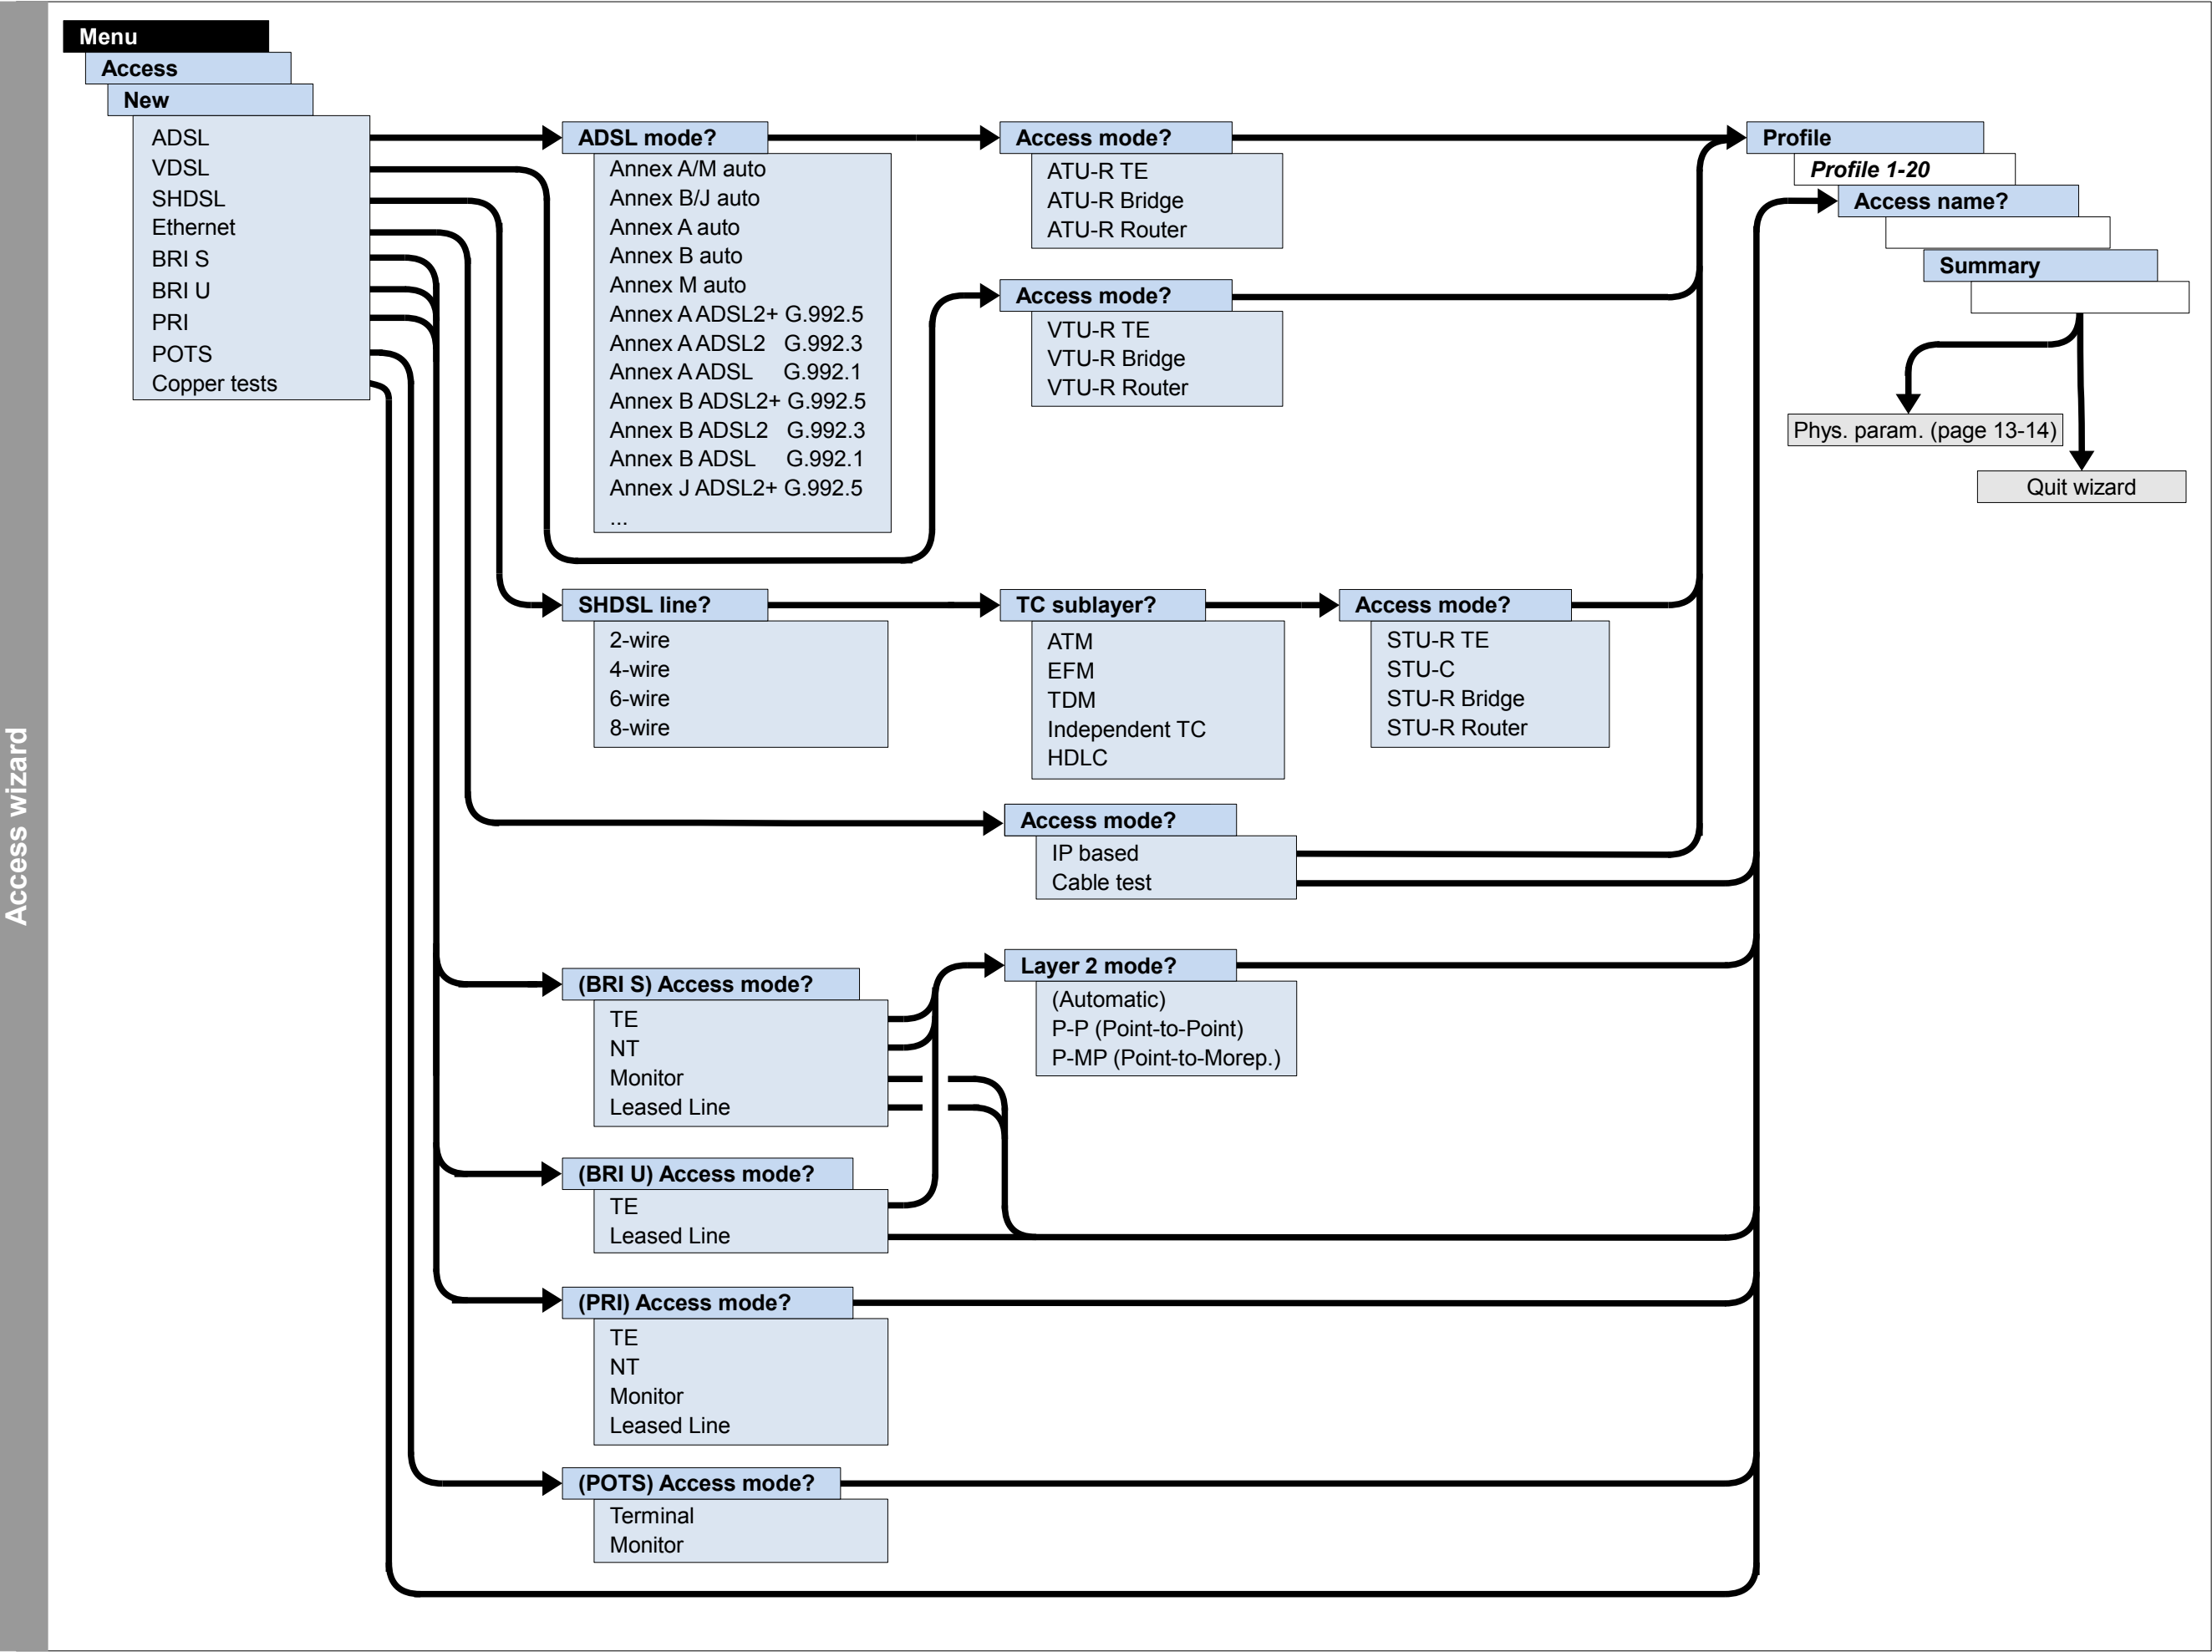 Menu
Access
New
ADSL
VDSL
SHDSL
Ethernet
BRI S
BRI U
PRI
POTS
Copper tests
ADSL mode?
Annex A/M auto
Annex B/J auto
Annex A auto
Annex B auto
Annex M auto
Annex A ADSL2+ G.992.5
Annex A ADSL2 G.992.3
Annex A ADSL G.992.1
Annex B ADSL2+ G.992.5
Annex B ADSL2 G.992.3
Annex B ADSL G.992.1
Annex J ADSL2+ G.992.5
...
Access mode?
ATU-R TE
ATU-R Bridge
ATU-R Router
Access mode?
VTU-R TE
VTU-R Bridge
VTU-R Router
Profile
Profile 1-20
Access name?
Summary
Phys. param. (page 13-14)
Quit wizard
SHDSL line?
2-wire
4-wire
6-wire
8-wire
TC sublayer?
ATM
EFM
TDM
Independent TC
HDLC
Access mode?
STU-R TE
STU-C
STU-R Bridge
STU-R Router
Access mode?
IP based
Cable test
(BRI S) Access mode?
TE
NT
Monitor
Leased Line
Layer 2 mode?
(Automatic)
P-P (Point-to-Point)
P-MP (Point-to-Morep.)
(BRI U) Access mode?
TE
Leased Line
(PRI) Access mode?
TE
NT
Monitor
Leased Line
(POTS) Access mode?
Terminal
Monitor
Access wizard